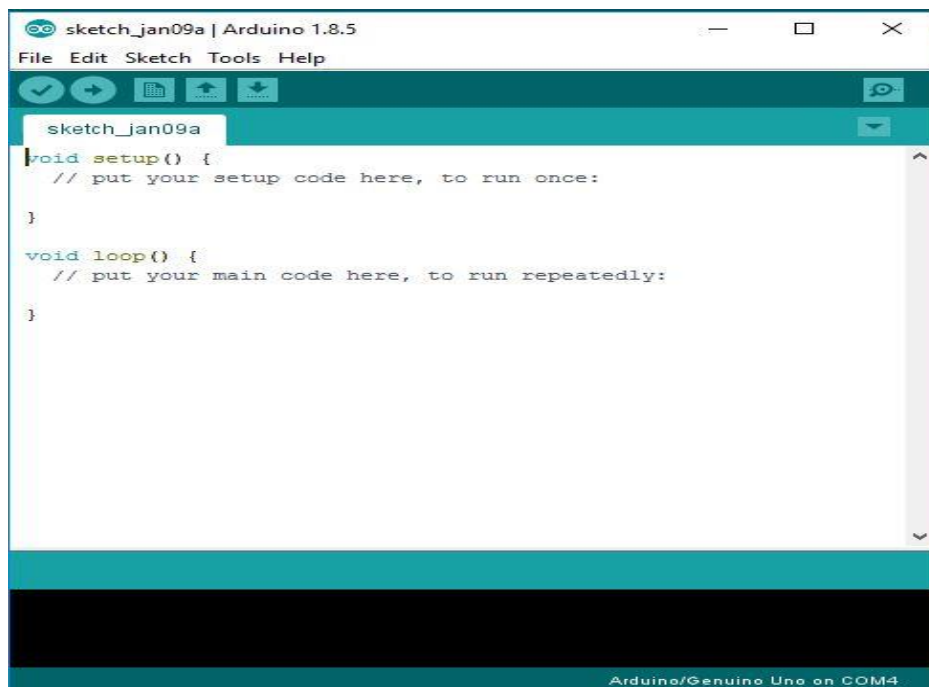 sketch_jan09a | Arduino 1.8.5
File Edit Sketch Tools Help
sketch_jan09a
void setup() {
  // put your setup code here, to run once:
}
void loop() {
  // put your main code here, to run repeatedly:
}
Arduino/Genuino Uno on COM4